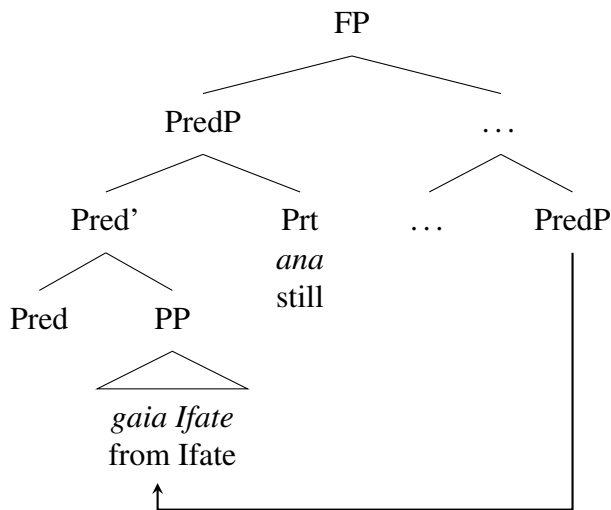 FP
PredP ...
Pred’ Prt ... PredP
ana
still
Pred PP
gaia Ifate
from Ifate